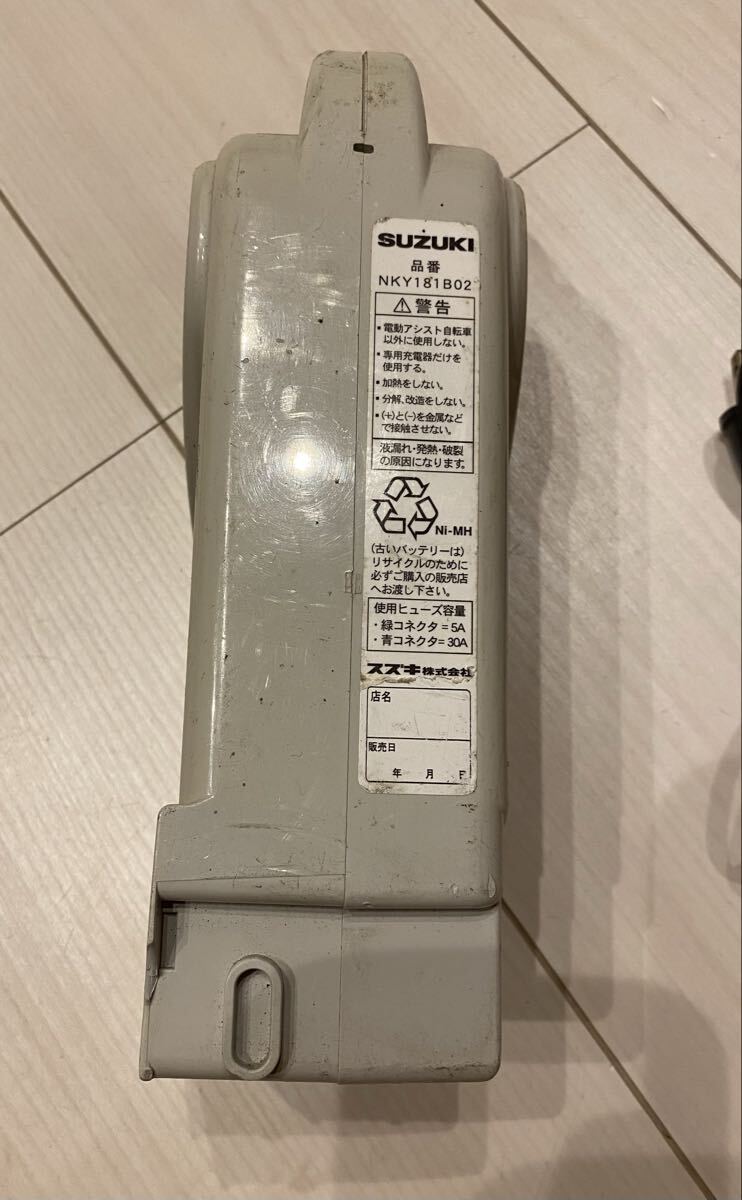 SUZUKI
品番
NKY181B02
⚠警告
▪電動アシスト自転車
以外に使用しない。
▪専用充電器だけを
使用する。
▪加熱をしない。
▪分解、改造をしない。
▪(+)と(−)を金属など
で接触させない。
液漏れ・発熱・破裂
の原因になります。
Ni-MH
(古いバッテリーは)
リサイクルのために
必ずご購入の販売店
へお渡し下さい。
使用ヒューズ容量
・緑コネクタ=5A
・青コネクタ=30A
スズキ株式会社
店名
販売日
年 月 日